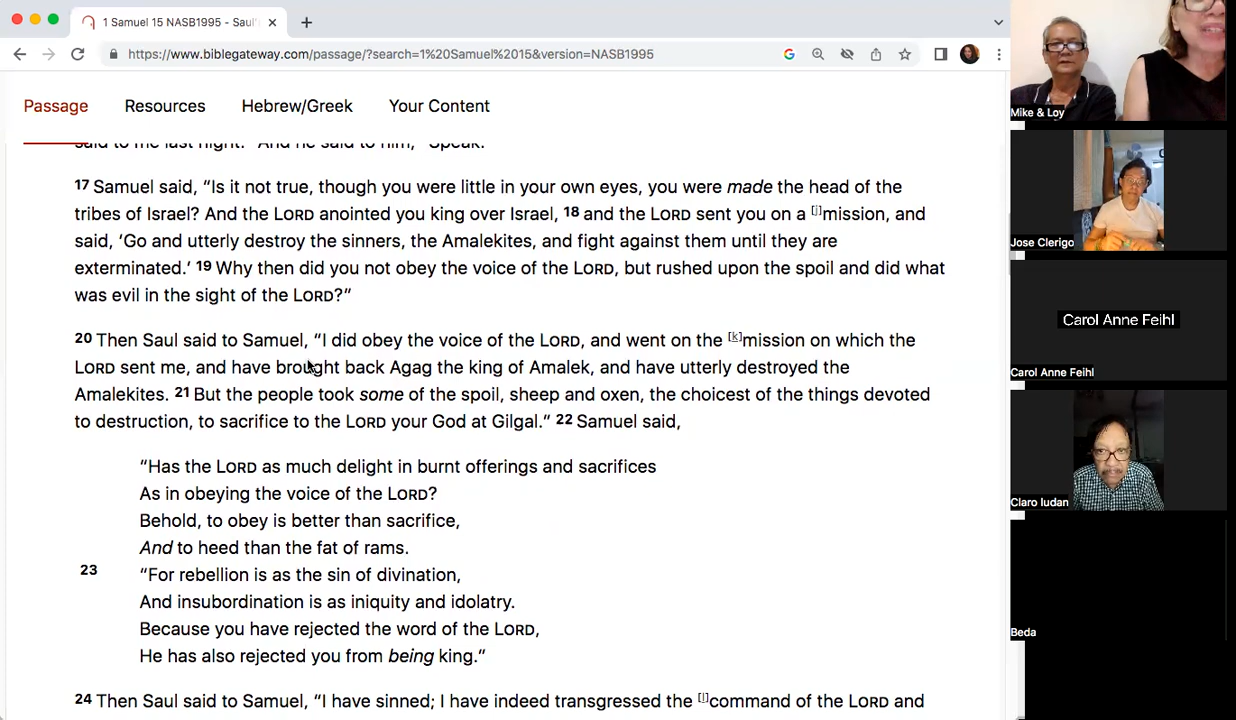 1 Samuel 15 NASB1995 - Saul'
https://www.biblegateway.com/passage/?search=1%20Samuel%2015&version=NASB1995
Passage Resources Hebrew/Greek Your Content
said to me last night." And he said to him, "Speak."
17 Samuel said, “Is it not true, though you were little in your own eyes, you were made the head of the
tribes of Israel? And the LORD anointed you king over Israel, 18 and the LORD sent you on a [j]mission, and
said, ‘Go and utterly destroy the sinners, the Amalekites, and fight against them until they are
exterminated.’ 19 Why then did you not obey the voice of the LORD, but rushed upon the spoil and did what
was evil in the sight of the LORD?”
20 Then Saul said to Samuel, “I did obey the voice of the LORD, and went on the [k]mission on which the
LORD sent me, and have brought back Agag the king of Amalek, and have utterly destroyed the
Amalekites. 21 But the people took some of the spoil, sheep and oxen, the choicest of the things devoted
to destruction, to sacrifice to the LORD your God at Gilgal.” 22 Samuel said,
“Has the LORD as much delight in burnt offerings and sacrifices
As in obeying the voice of the LORD?
Behold, to obey is better than sacrifice,
And to heed than the fat of rams.
23 “For rebellion is as the sin of divination,
And insubordination is as iniquity and idolatry.
Because you have rejected the word of the LORD,
He has also rejected you from being king.”
24 Then Saul said to Samuel, “I have sinned; I have indeed transgressed the [l]command of the LORD and
Mike & Loy
Jose Clerigo
Carol Anne Feihl
Carol Anne Feihl
Claro Iudan
Beda